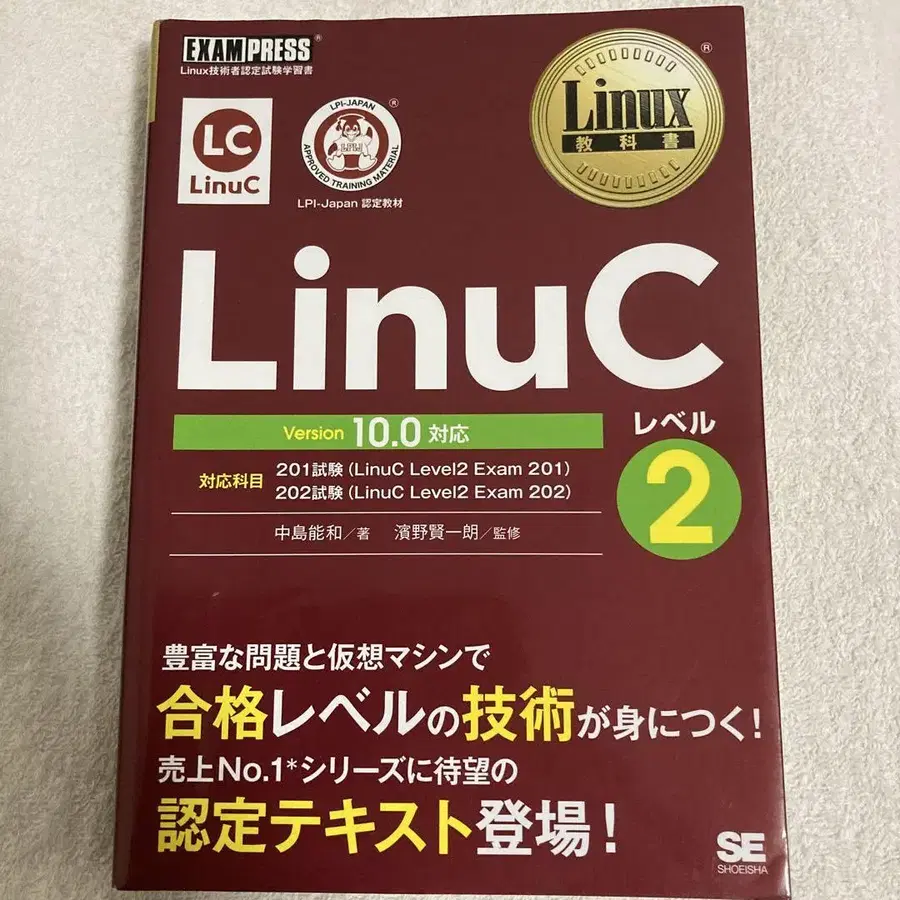 EXAMPRESS®
Linux技術者認定試験学習書
LC
LinuC
LPI-JAPAN
®
APPROVED TRAINING MATERIAL
LPI-Japan 認定教材
Linux
教科書
®
LinuC
レベル
2
Version 10.0 対応
対応科目
201試験(LinuC Level2 Exam 201)
202試験(LinuC Level2 Exam 202)
中島能和/著 濱野賢一朗/監修
豊富な問題と仮想マシンで
合格レベルの技術が身につく!
売上No.1*シリーズに待望の
認定テキスト登場!
SE
SHOEISHA